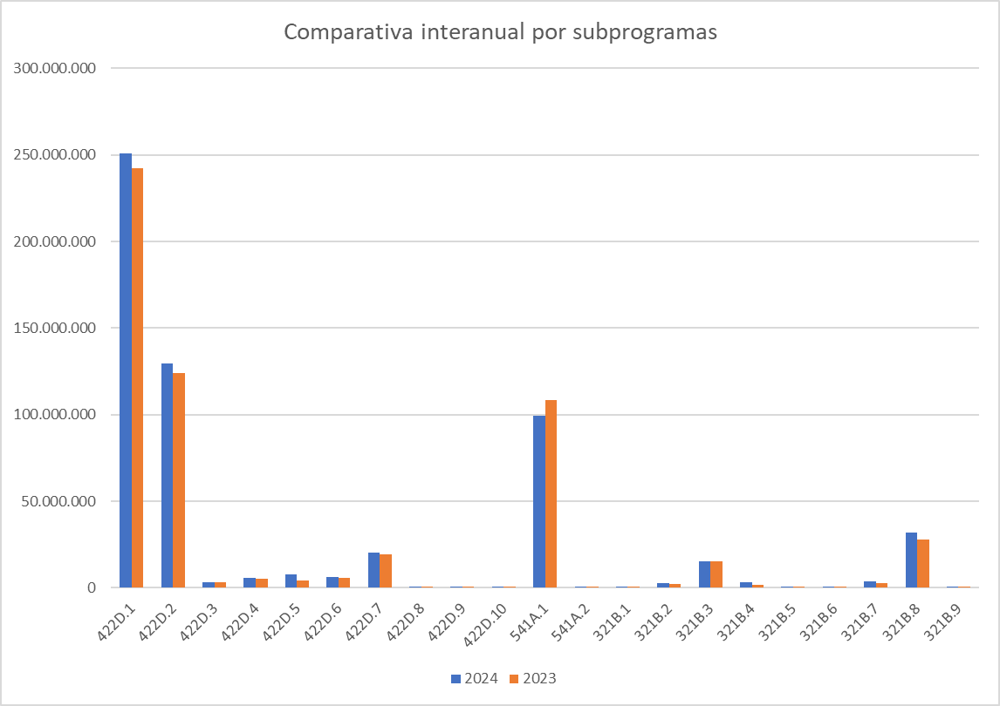 Comparativa interanual por subprogramas
300.000.000
250.000.000
200.000.000
150.000.000
100.000.000
50.000.000
0
422D.1
422D.2
422D.3
422D.4
422D.5
422D.6
422D.7
422D.8
422D.9
422D.10
541A.1
541A.2
321B.1
321B.2
321B.3
321B.4
321B.5
321B.6
321B.7
321B.8
321B.9
2024 2023